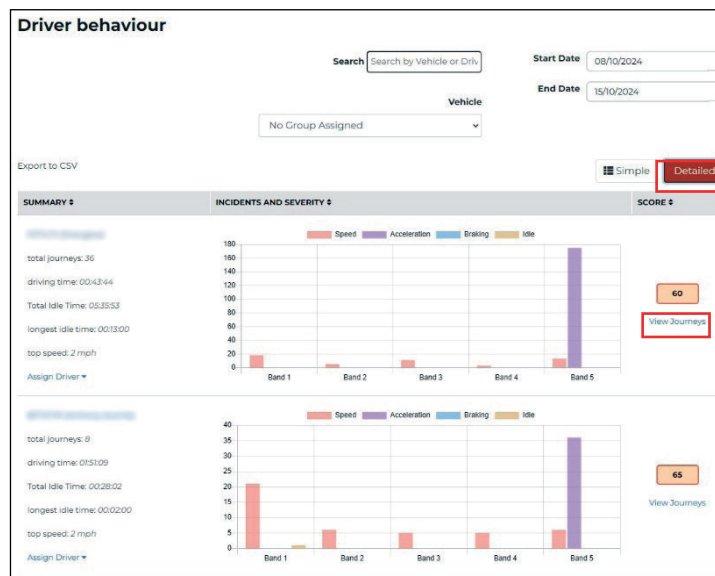 Driver behaviour
Search Search by Vehicle or Driv Start Date 08/10/2024
End Date 15/10/2024
Vehicle
No Group Assigned
Export to CSV Simple Detailed
SUMMARY INCIDENTS AND SEVERITY SCORE
Speed Acceleration Braking Idle
total journeys: 36
driving time: 00:43:44
Total Idle Time: 05:35:53
longest idle time: 00:13:00
top speed: 2 mph
Assign Driver
180
160
140
120
100
80
60
40
20
0
Band 1 Band 2 Band 3 Band 4 Band 5
60
View Journeys
Speed Acceleration Braking Idle
total journeys: 8
driving time: 01:51:09
Total Idle Time: 00:28:02
longest idle time: 00:02:00
top speed: 2 mph
Assign Driver
40
35
30
25
20
15
10
5
0
Band 1 Band 2 Band 3 Band 4 Band 5
65
View Journeys